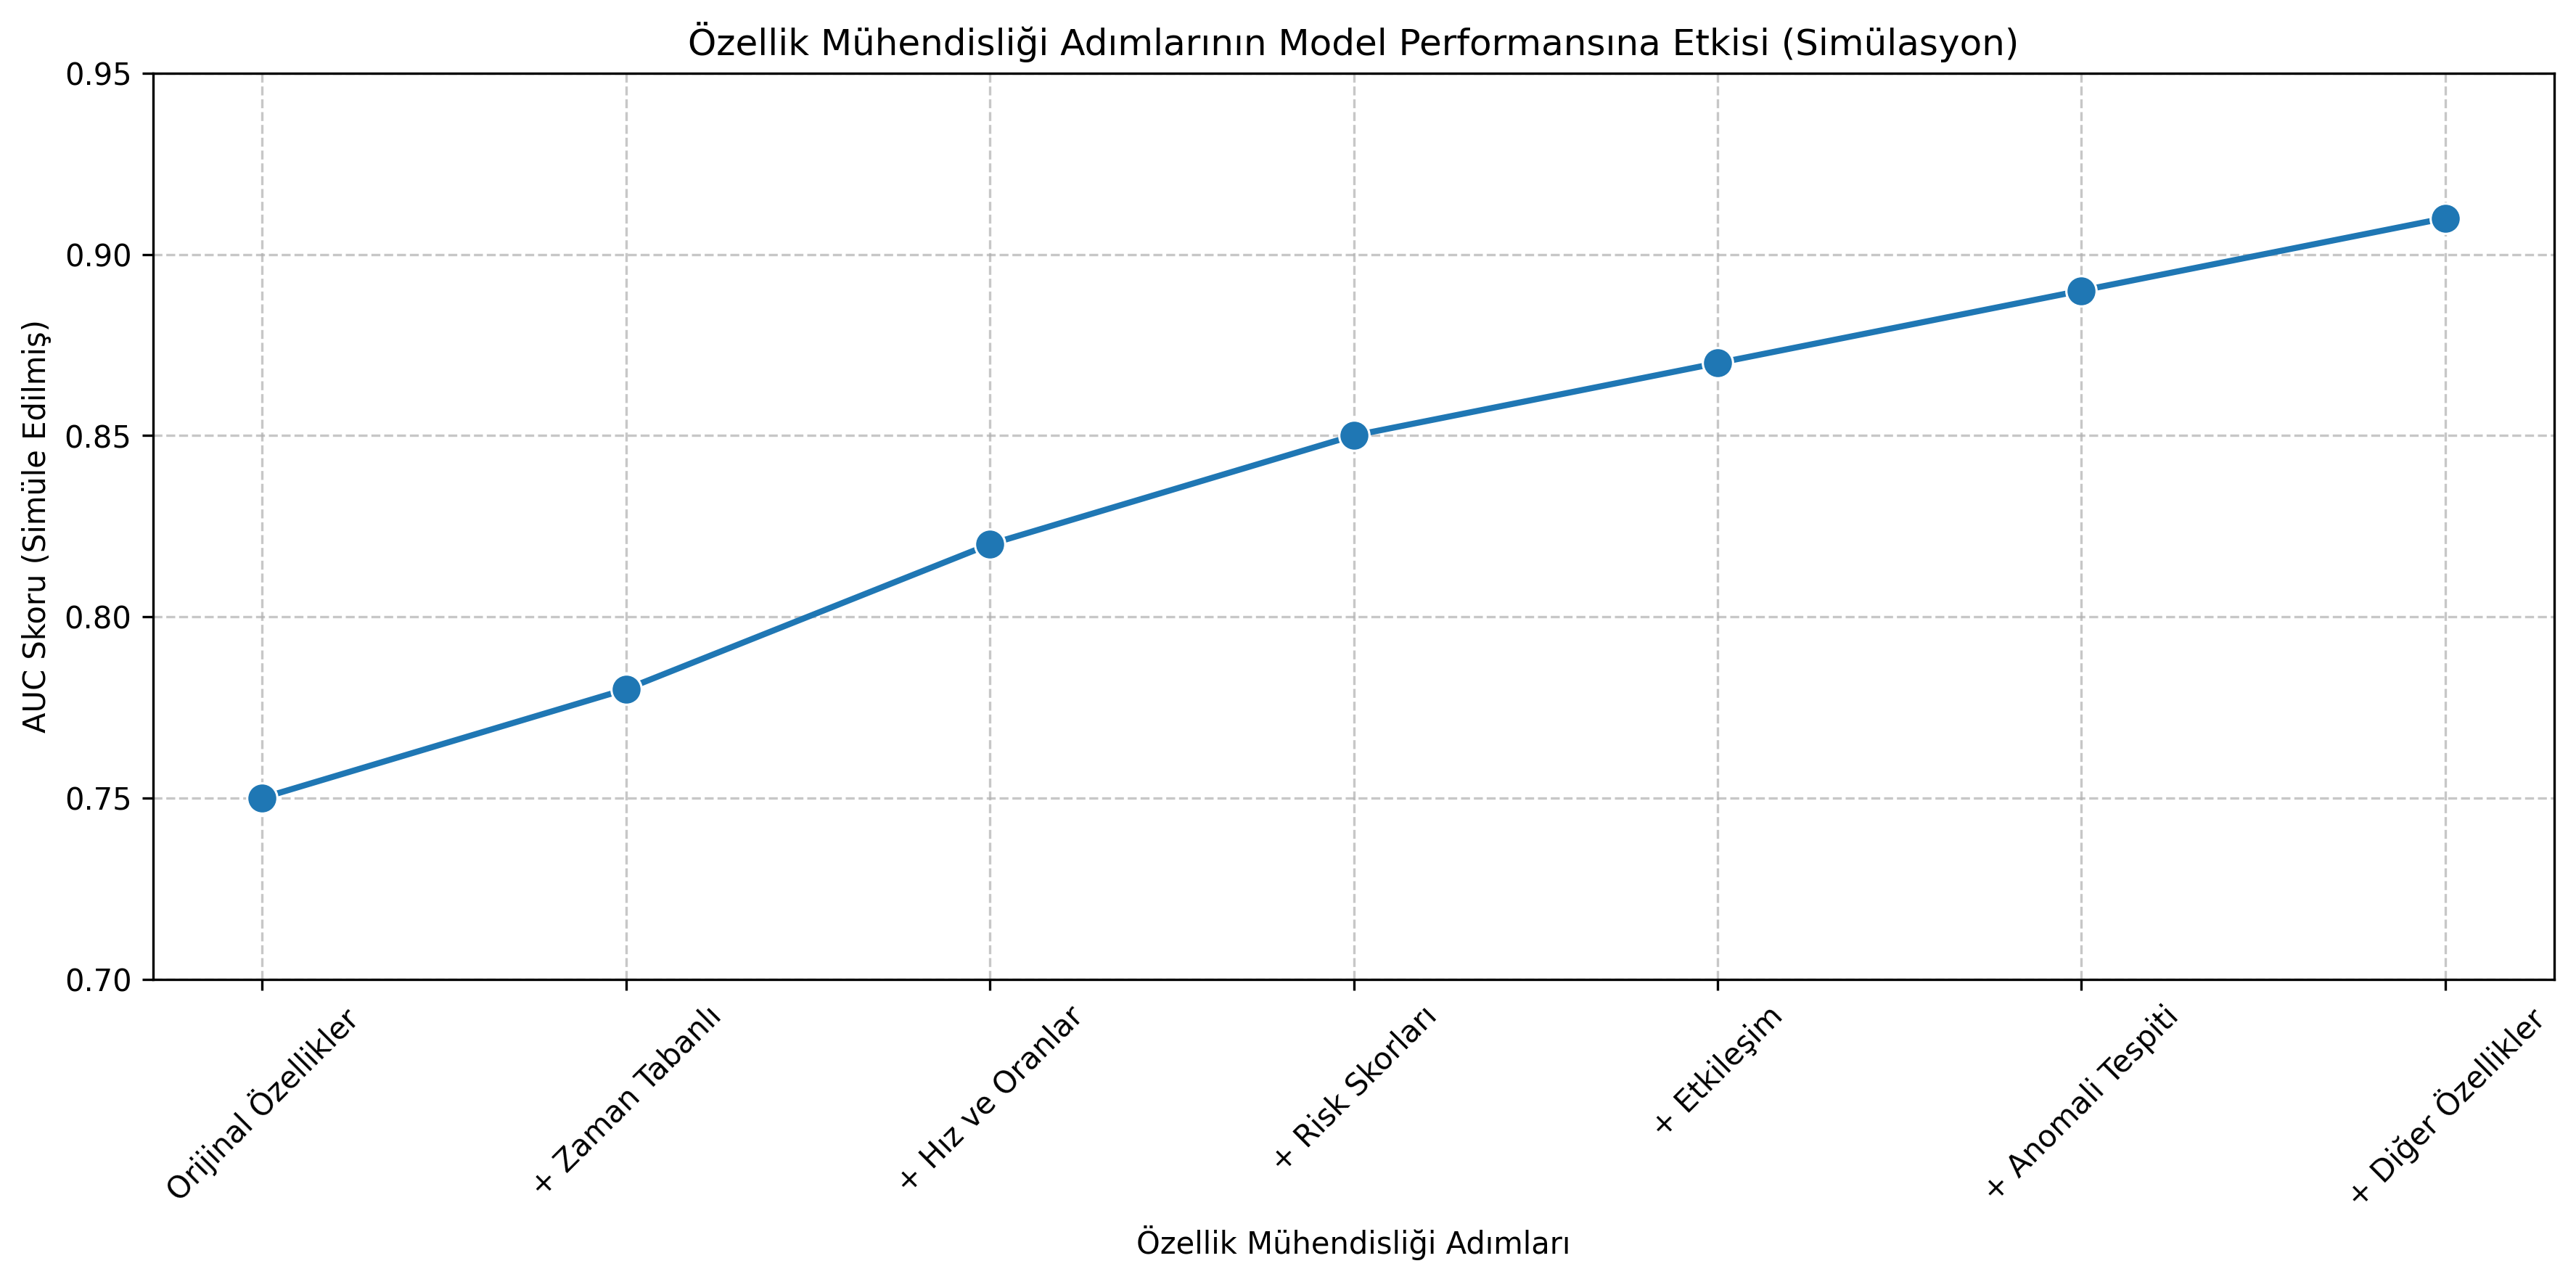 Özellik Mühendisliği Adımlarının Model Performansına Etkisi (Simülasyon)
AUC Skoru (Simüle Edilmiş)
0.95
0.90
0.85
0.80
0.75
0.70
Orijinal Özellikler
+ Zaman Tabanlı
+ Hız ve Oranlar
+ Risk Skorları
+ Etkileşim
+ Anomali Tespiti
+ Diğer Özellikler
Özellik Mühendisliği Adımları